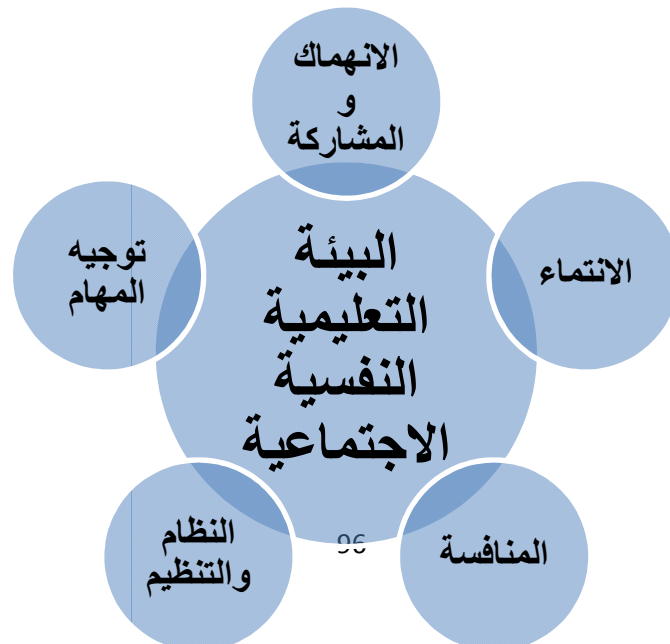 الانهماك
و
المشاركة
توجيه
المهام
البيئة
التعليمية
النفسية
الاجتماعية
الانتماء
النظام
والتنظيم
96
المنافسة